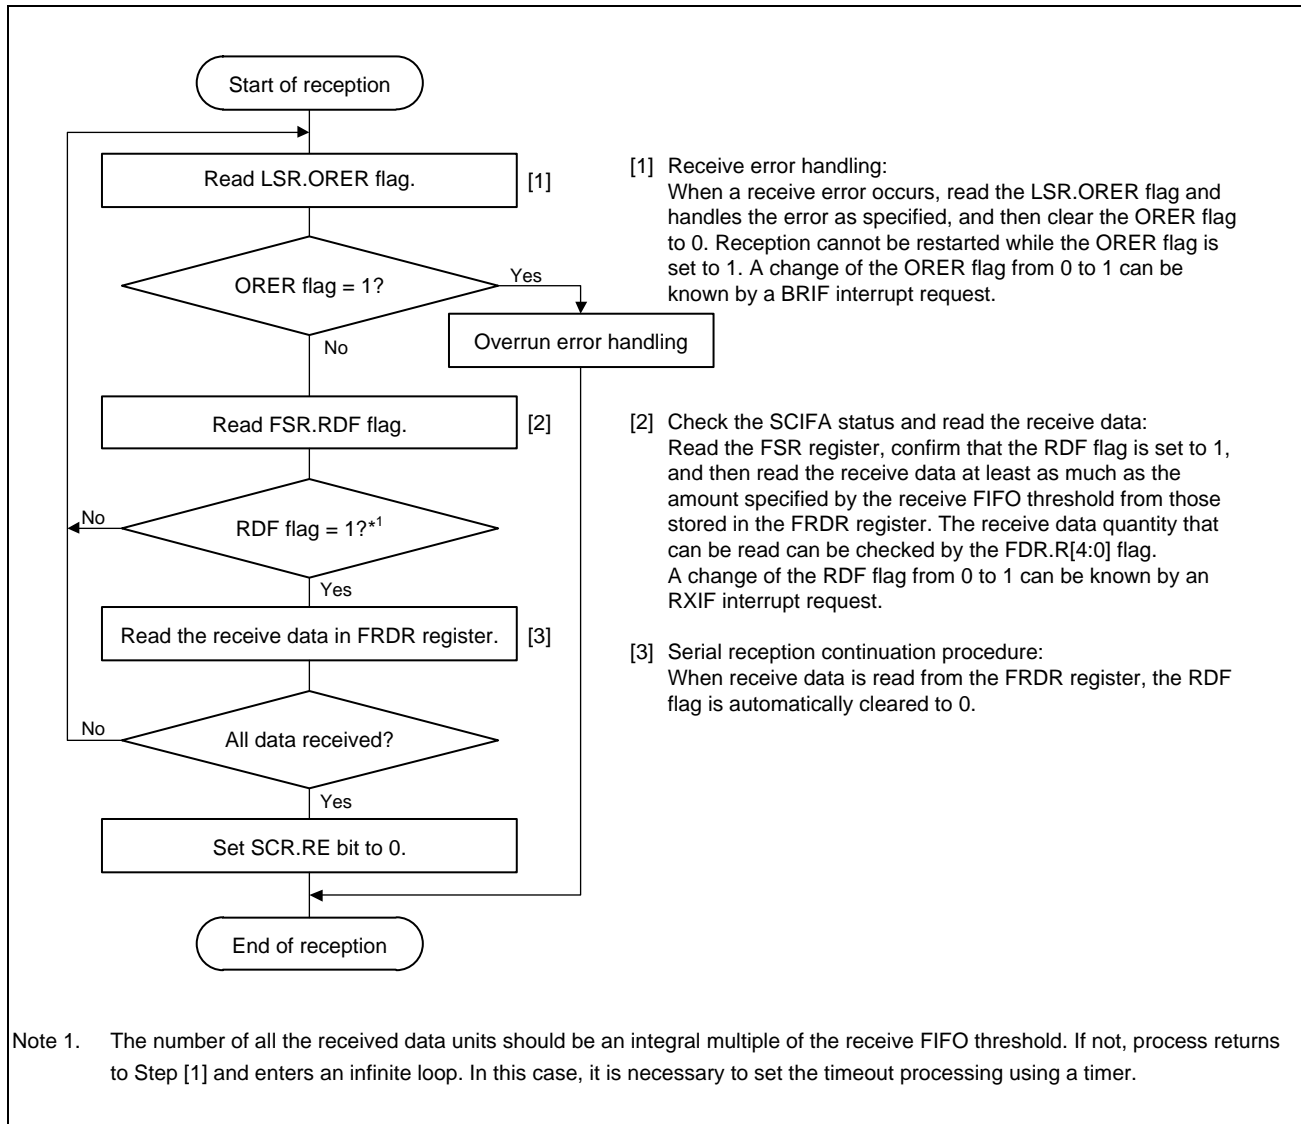 Start of reception
Read LSR.ORER flag.
[1]
ORER flag = 1?
Yes
No
Overrun error handling
Read FSR.RDF flag.
[2]
No
RDF flag = 1?*1
Yes
Read the receive data in FRDR register.
[3]
No
All data received?
Yes
Set SCR.RE bit to 0.
End of reception
[1] Receive error handling:
When a receive error occurs, read the LSR.ORER flag and
handles the error as specified, and then clear the ORER flag
to 0. Reception cannot be restarted while the ORER flag is
set to 1. A change of the ORER flag from 0 to 1 can be
known by a BRIF interrupt request.
[2] Check the SCIFA status and read the receive data:
Read the FSR register, confirm that the RDF flag is set to 1,
and then read the receive data at least as much as the
amount specified by the receive FIFO threshold from those
stored in the FRDR register. The receive data quantity that
can be read can be checked by the FDR.R[4:0] flag.
A change of the RDF flag from 0 to 1 can be known by an
RXIF interrupt request.
[3] Serial reception continuation procedure:
When receive data is read from the FRDR register, the RDF
flag is automatically cleared to 0.
Note 1. The number of all the received data units should be an integral multiple of the receive FIFO threshold. If not, process returns
to Step [1] and enters an infinite loop. In this case, it is necessary to set the timeout processing using a timer.